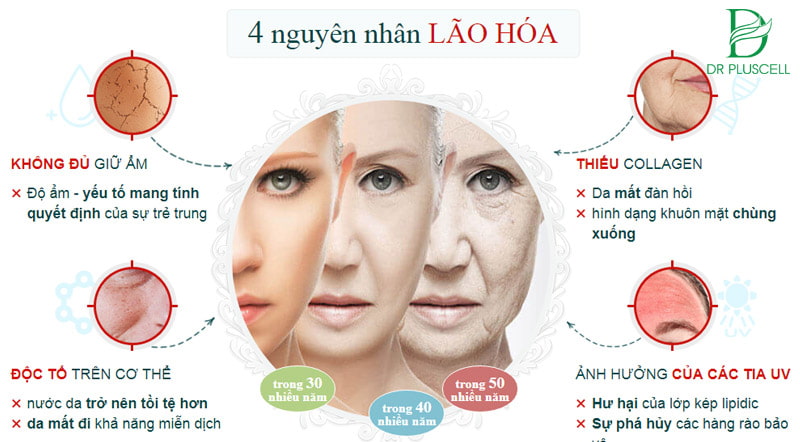 4 nguyên nhân LÃO HÓA
DR PLUSCELL
KHÔNG ĐỦ GIỮ ẨM
× Độ ẩm - yếu tố mang tính
quyết định của sự trẻ trung
THIẾU COLLAGEN
× Da mất đàn hồi
× hính dạng khuôn mặt chùng
xuống
ĐỘC TỐ TRÊN CƠ THỂ
× nước da trở nên tồi tệ hơn
× da mất đi khả năng miễn dịch
trong 30
nhiều năm
trong 40
nhiều năm
trong 50
nhiều năm
UV
ẢNH HƯỞNG CỦA CÁC TIA UV
× Hư hại của lớp kép lipidic
× Sự phá hủy các hàng rào bảo